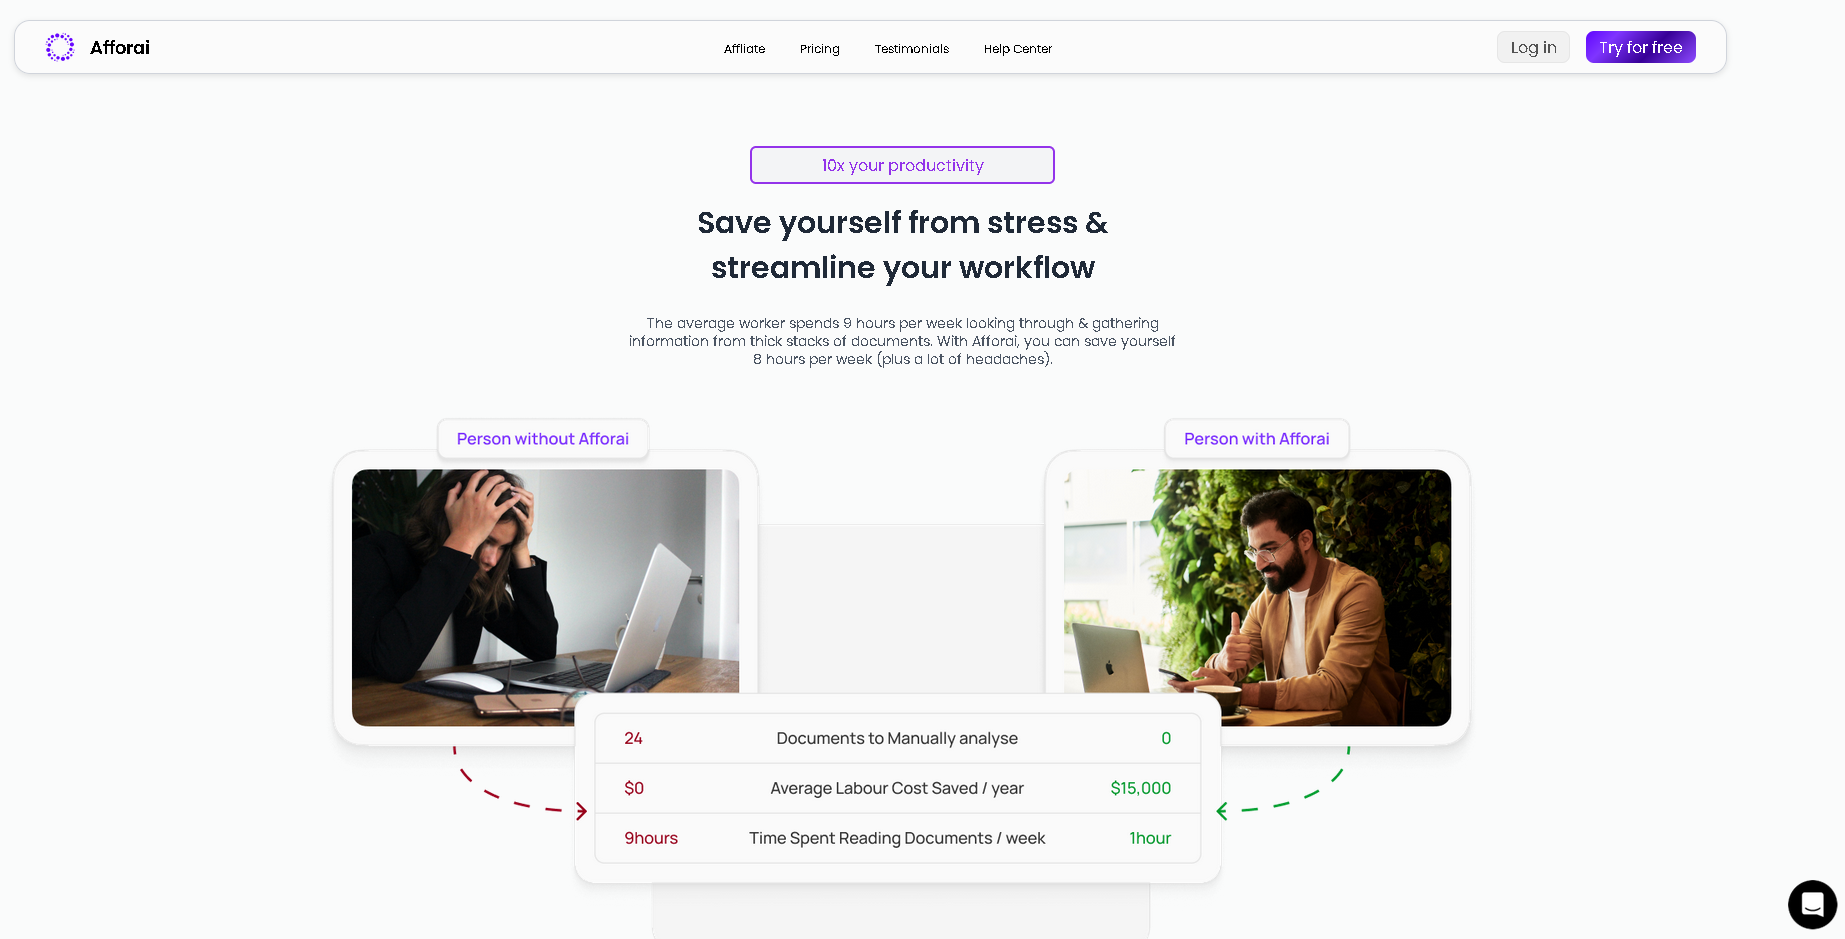 Afforai
Affliate
Pricing
Testimonials
Help Center
Log in
Try for free
10x your productivity
Save yourself from stress &
streamline your workflow
The average worker spends 9 hours per week looking through & gathering
information from thick stacks of documents. With Afforai, you can save yourself
8 hours per week (plus a lot of headaches).
Person without Afforai
Person with Afforai
24 Documents to Manually analyse 0
$0 Average Labour Cost Saved / year $15,000
9hours Time Spent Reading Documents / week 1hour